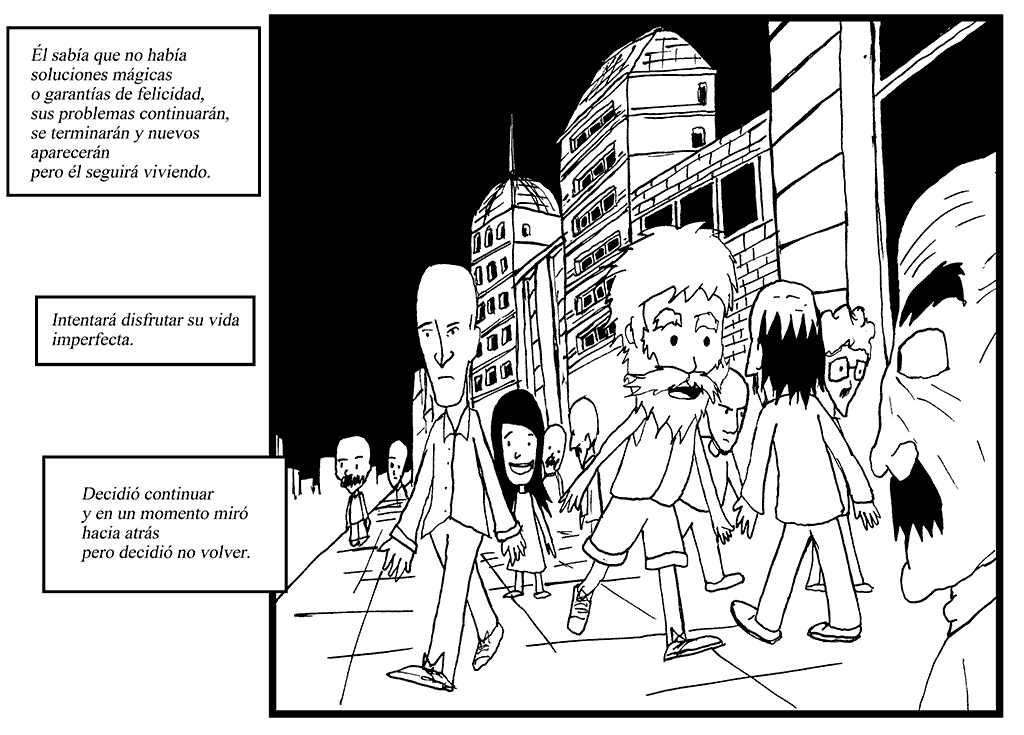 Él sabía que no había
soluciones mágicas
o garantías de felicidad,
sus problemas continuarán,
se terminarán y nuevos
aparecerán
pero él seguirá viviendo.
Intentará disfrutar su vida
imperfecta.
Decidió continuar
y en un momento miró
hacia atrás
pero decidió no volver.